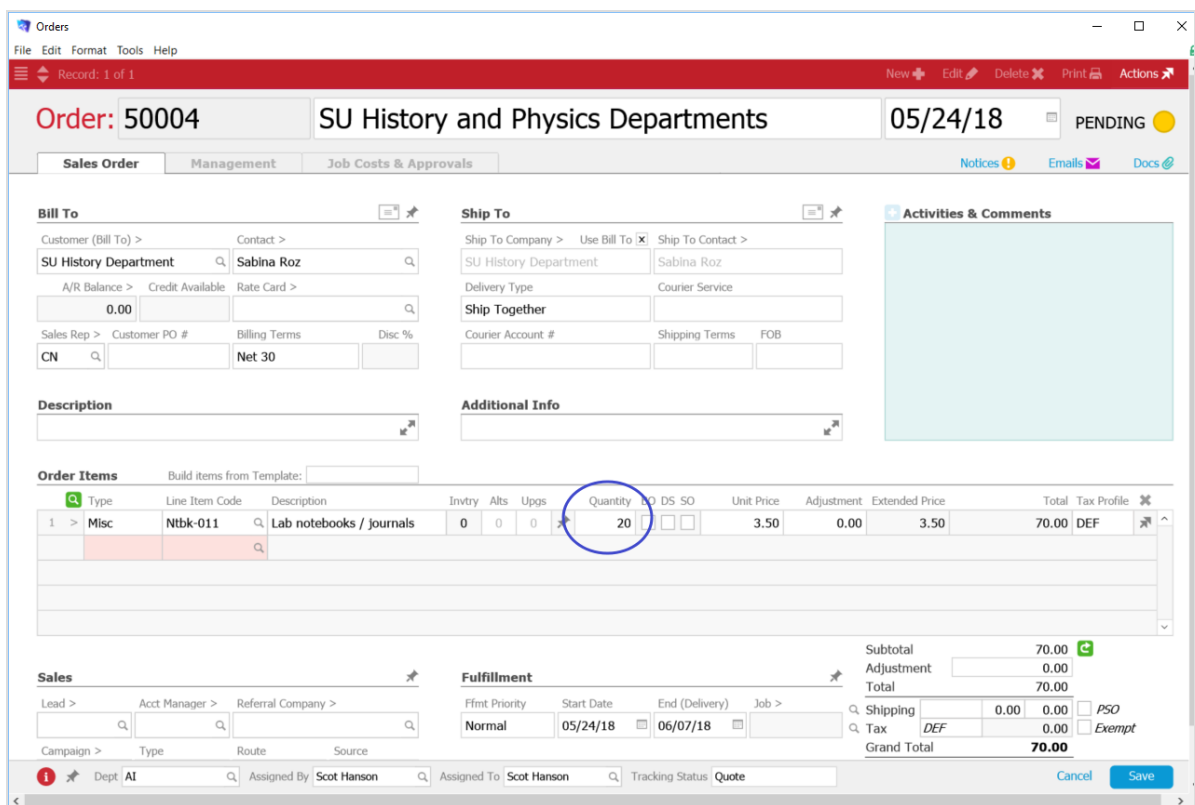 Orders
File Edit Format Tools Help
Record: 1 of 1 New Edit Delete Print Actions
Order: 50004 SU History and Physics Departments 05/24/18 PENDING
Sales Order Management Job Costs & Approvals Notices Emails Docs
Bill To Ship To Activities & Comments
Customer (Bill To) > Contact > Ship To Company > Use Bill To x Ship To Contact >
SU History Department Sabina Roz SU History Department Sabina Roz
A/R Balance > Credit Available Rate Card > Delivery Type Courier Service
0.00 Ship Together
Sales Rep > Customer PO # Billing Terms Disc % Courier Account # Shipping Terms FOB
CN Net 30
Description Additional Info
Order Items Build items from Template:
Type Line Item Code Description Invtry Alts Upgs Quantity DS SO Unit Price Adjustment Extended Price Total Tax Profile
1 > Misc Ntbk-011 Lab notebooks / journals 0 0 0 20 3.50 0.00 3.50 70.00 DEF
Subtotal 70.00
Adjustment 0.00
Sales Fulfillment Total 70.00
Lead > Acct Manager > Referral Company > Ffmt Priority Start Date End (Delivery) Job > Shipping 0.00 0.00 PSO
Normal 05/24/18 06/07/18 Tax DEF 0.00 Exempt
Campaign > Type Route Source Grand Total 70.00
Dept AI Assigned By Scot Hanson Assigned To Scot Hanson Tracking Status Quote Cancel Save